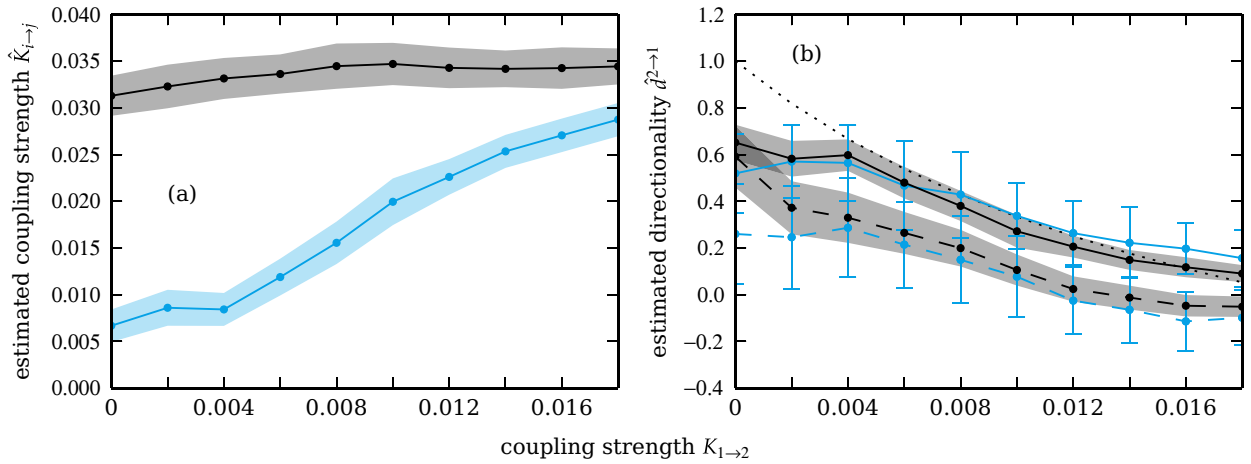 estimated coupling strength K̂i→j
0.040
0.035
0.030
0.025
0.020
0.015
0.010
0.005
0.000
(a)
0 0.004 0.008 0.012 0.016
estimated directionality d̂2→1
1.2
1.0
0.8
0.6
0.4
0.2
0.0
−0.2
−0.4
(b)
0 0.004 0.008 0.012 0.016
coupling strength K1→2